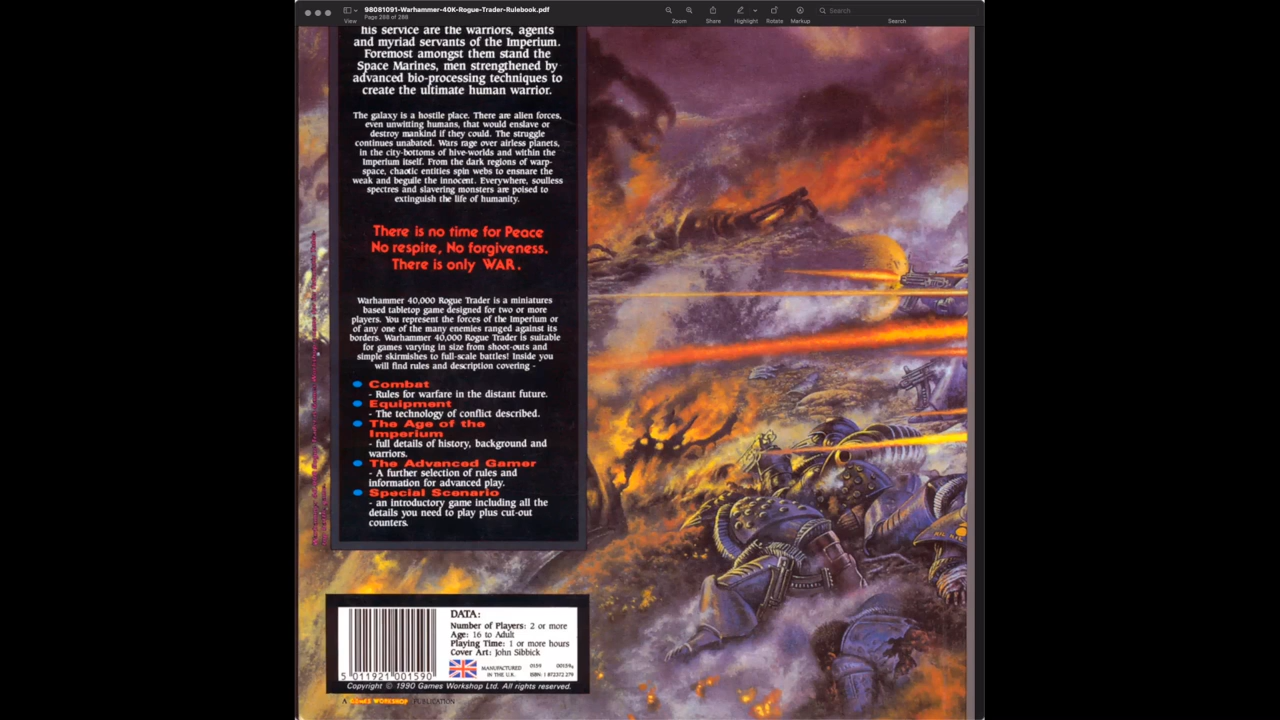 98081091-Warhammer-40K-Rogue-Trader-Rulebook.pdf
Page 288 of 288
View
Zoom
Share
Highlight
Rotate
Markup
Search
Search
his service are the warriors, agents
and myriad servants of the Imperium.
Foremost amongst them stand the
Space Marines, men strengthened by
advanced bio-processing techniques to
create the ultimate human warrior.
The galaxy is a hostile place. There are alien forces,
even unwitting humans, that would enslave or
destroy mankind if they could. The struggle
continues unabated. Wars rage over airless planets,
in the city-bottoms of hive-worlds and within the
Imperium itself. From the dark regions of warp-
space, chaotic entities spin webs to ensnare the
weak and beguile the innocent. Everywhere, soulless
spectres and slavering monsters are poised to
extinguish the life of humanity.
There is no time for Peace
No respite, No forgiveness.
There is only WAR.
Warhammer 40,000 Rogue Trader is a miniatures
based tabletop game designed for two or more
players. You represent the forces of the Imperium or
of any one of the many enemies ranged against its
borders. Warhammer 40,000 Rogue Trader is suitable
for games varying in size from shoot-outs and
simple skirmishes to full-scale battles! Inside you
will find rules and description covering -
Combat
- Rules for warfare in the distant future.
Equipment
- The technology of conflict described.
The Age of the
Imperium
- full details of history, background and
warriors.
The Advanced Gamer
- A further selection of rules and
information for advanced play.
Special Scenario
- an introductory game including all the
details you need to play plus cut-out
counters.
DATA:
Number of Players: 2 or more
Age: 16 to Adult
Playing Time: 1 or more hours
Cover Art: John Sibbick
MANUFACTURED
IN THE U.K.
0159
ISBN: 1 872372 279
5 011921 001590
Copyright © 1990 Games Workshop Ltd. All rights reserved.
A GAMES WORKSHOP PUBLICATION